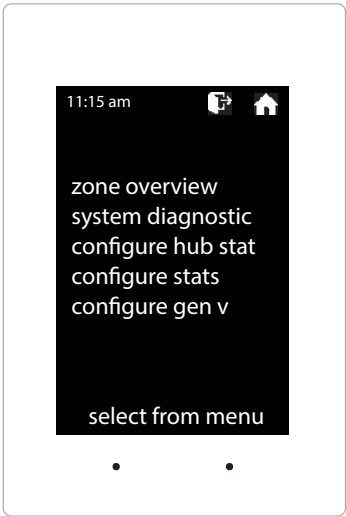 11:15 am
zone overview
system diagnostic
configure hub stat
configure stats
configure gen v
select from menu